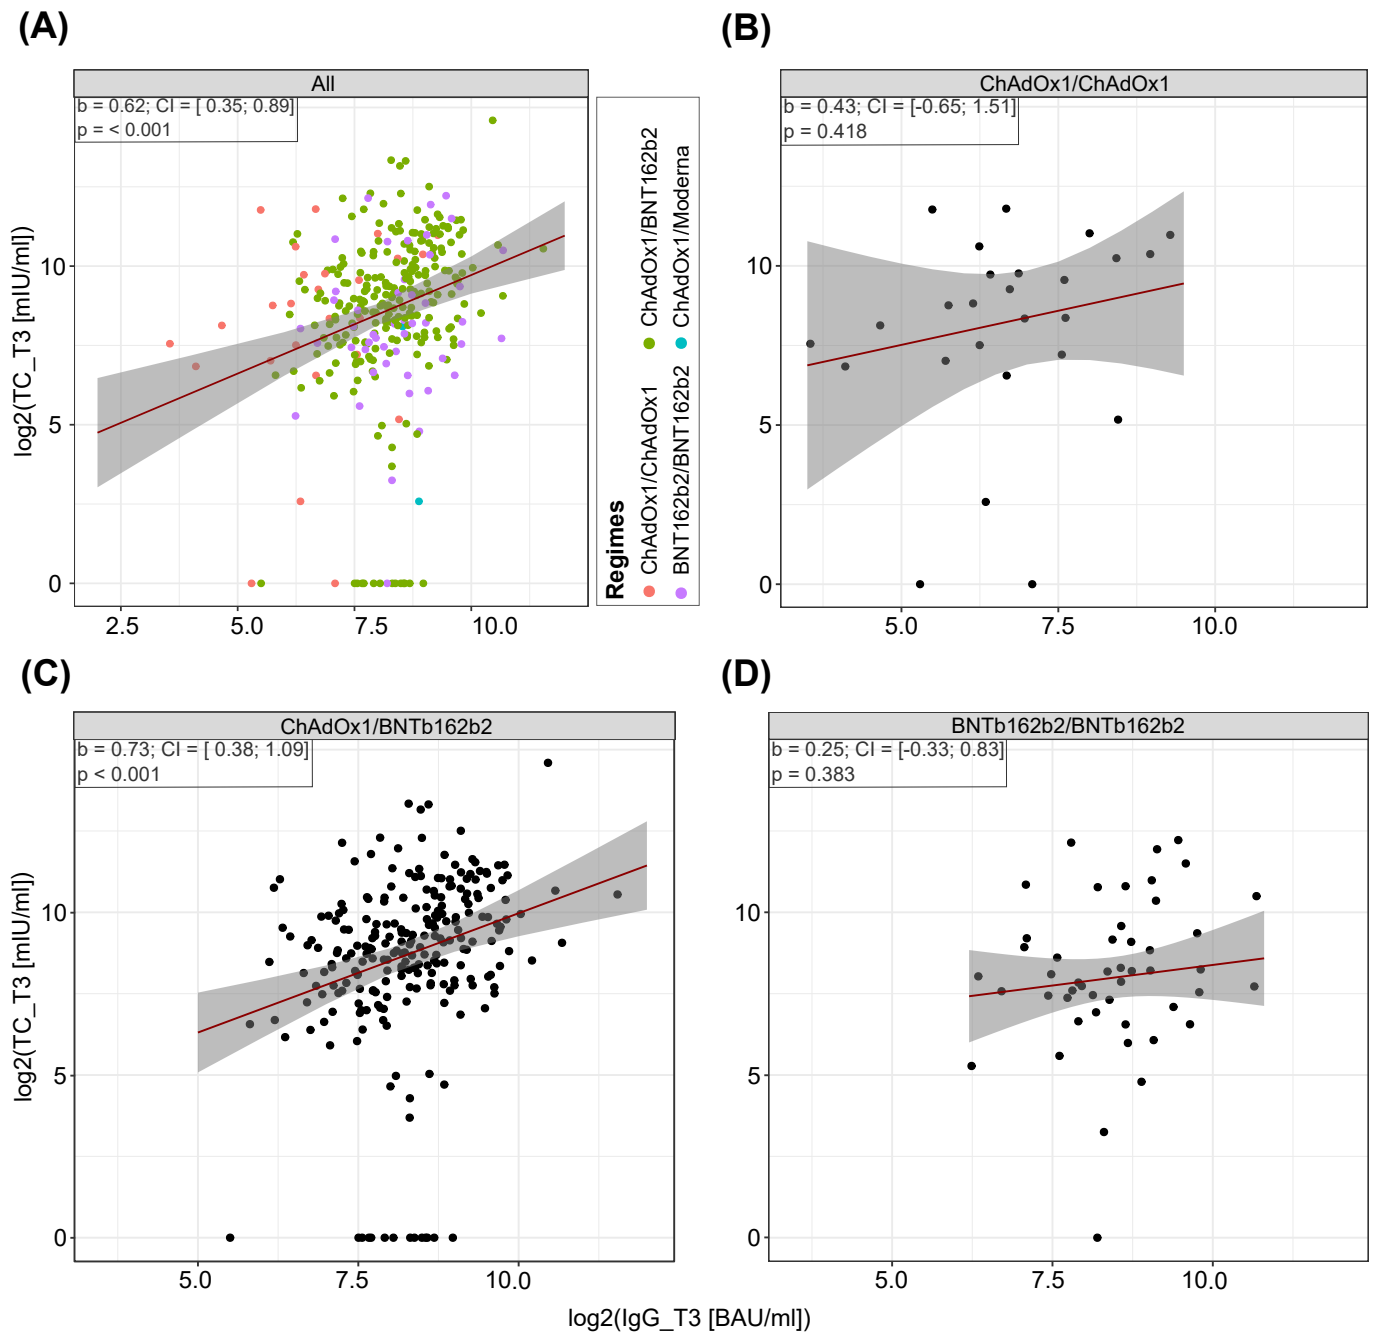 (A)
All
b = 0.62; CI = [ 0.35; 0.89]
p = < 0.001
10
5
0
2.5
5.0
7.5
10.0
log2(TC_T3 [mIU/ml])
Regimes
ChAdOx1/ChAdOx1
ChAdOx1/BNT162b2
BNT162b2/BNT162b2
ChAdOx1/Moderna
(B)
ChAdOx1/ChAdOx1
b = 0.43; CI = [-0.65; 1.51]
p = 0.418
10
5
0
5.0
7.5
10.0
(C)
ChAdOx1/BNTb162b2
b = 0.73; CI = [ 0.38; 1.09]
p < 0.001
10
5
0
5.0
7.5
10.0
log2(TC_T3 [mIU/ml])
(D)
BNTb162b2/BNTb162b2
b = 0.25; CI = [-0.33; 0.83]
p = 0.383
10
5
0
5.0
7.5
10.0
log2(IgG_T3 [BAU/ml])